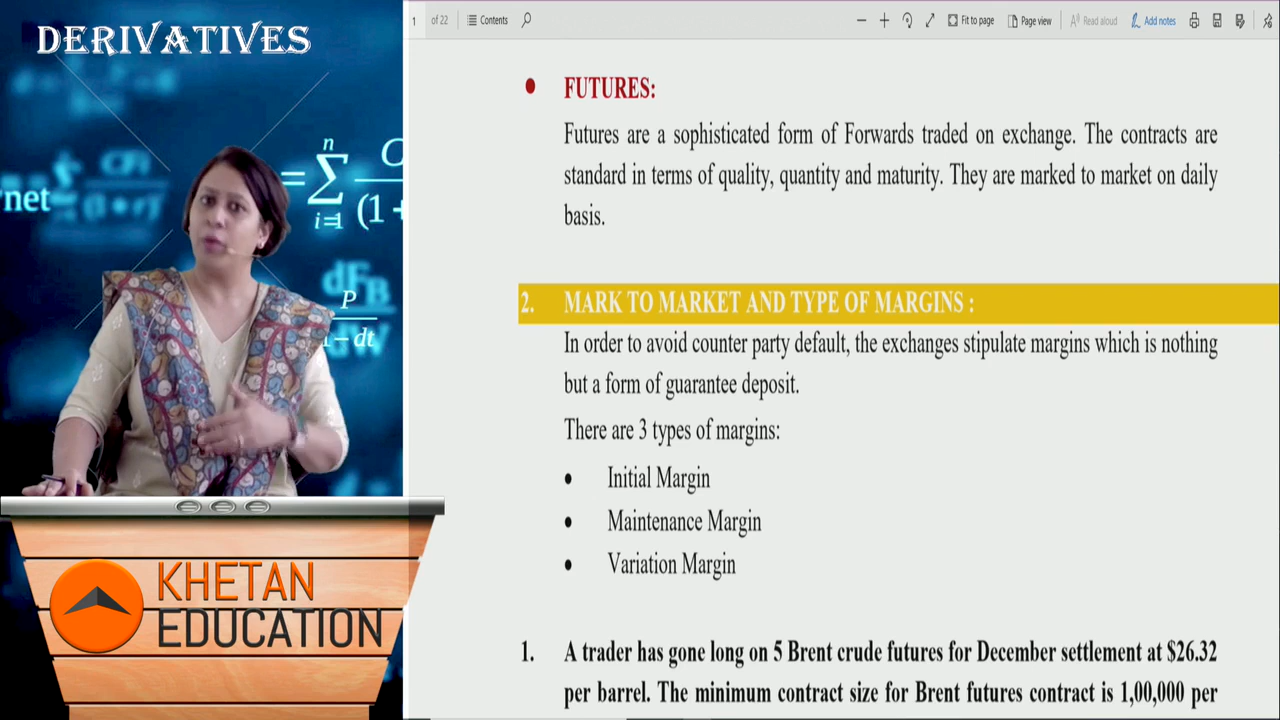 DERIVATIVES
1 of 22 Contents Fit to page Page view Read aloud Add notes
FUTURES:
Futures are a sophisticated form of Forwards traded on exchange. The contracts are
standard in terms of quality, quantity and maturity. They are marked to market on daily
basis.
2. MARK TO MARKET AND TYPE OF MARGINS :
In order to avoid counter party default, the exchanges stipulate margins which is nothing
but a form of guarantee deposit.
There are 3 types of margins:
• Initial Margin
• Maintenance Margin
• Variation Margin
1. A trader has gone long on 5 Brent crude futures for December settlement at $26.32
per barrel. The minimum contract size for Brent futures contract is 1,00,000 per
KHETAN
EDUCATION